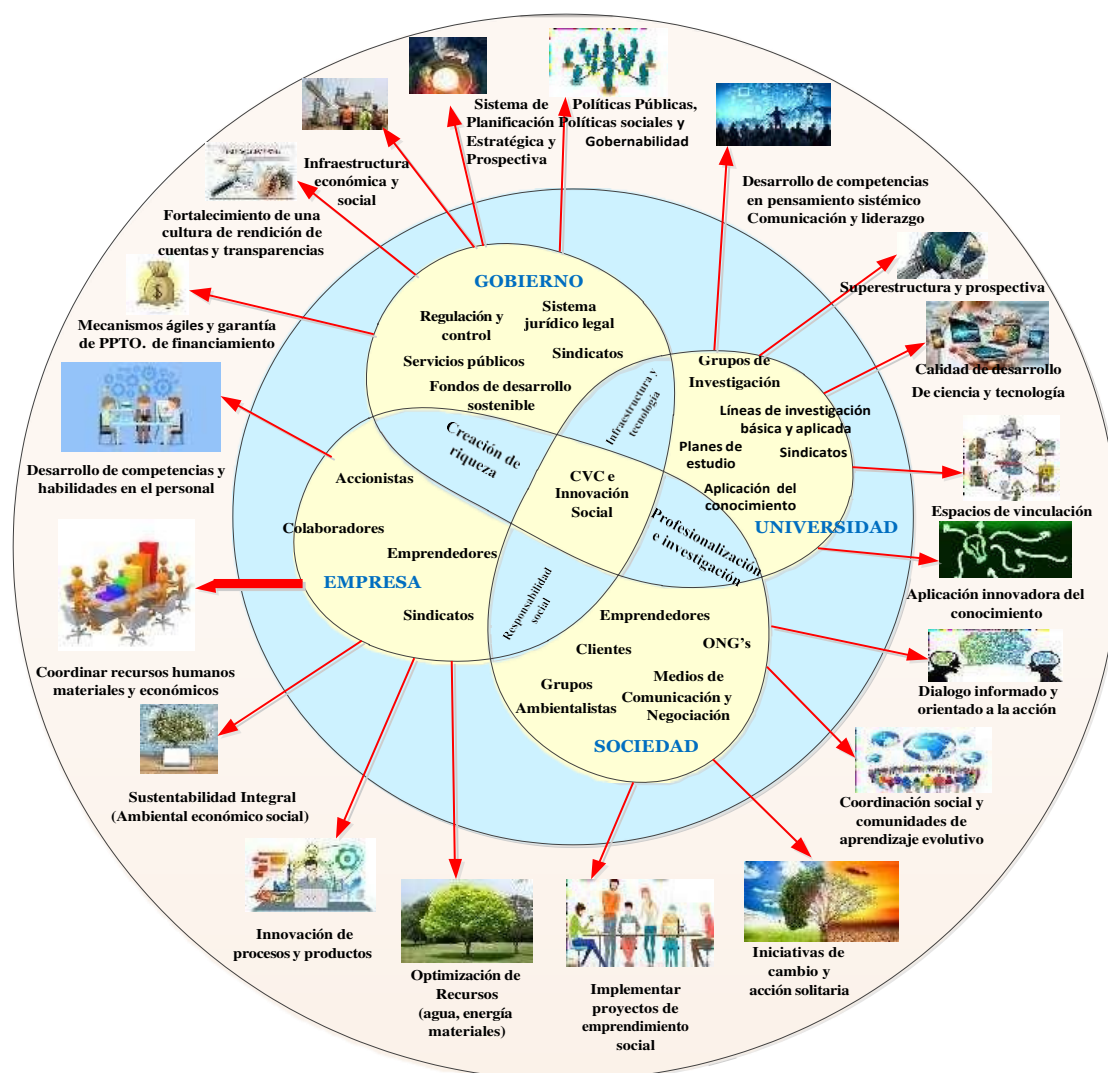 Sistema de
Planificación
Estratégica y
Prospectiva
Políticas Públicas,
Políticas sociales y
Gobernabilidad
Infraestructura
económica y
social
Fortalecimiento de una
cultura de rendición de
cuentas y transparencias
Mecanismos ágiles y garantía
de PPTO. de financiamiento
Desarrollo de competencias y
habilidades en el personal
Coordinar recursos humanos
materiales y económicos
Sustentabilidad Integral
(Ambiental económico social)
Innovación de
procesos y productos
Optimización de
Recursos
(agua, energía
materiales)
Implementar
proyectos de
emprendimiento
social
Iniciativas de
cambio y
acción solitaria
Coordinación social y
comunidades de
aprendizaje evolutivo
Dialogo informado y
orientado a la acción
Aplicación innovadora del
conocimiento
Espacios de vinculación
Calidad de desarrollo
De ciencia y tecnología
Superestructura y prospectiva
Desarrollo de competencias
en pensamiento sistémico
Comunicación y liderazgo
GOBIERNO
Regulación y
control
Sistema
jurídico legal
Servicios públicos
Sindicatos
Fondos de desarrollo
sostenible
Infraestructura y
tecnología
Grupos de
Investigación
Líneas de investigación
básica y aplicada
Planes de
estudio
Sindicatos
Aplicación del
conocimiento
UNIVERSIDAD
Creación de
riqueza
CVC e
Innovación
Social
Profesionalización
e investigación
Accionistas
Colaboradores
Emprendedores
EMPRESA
Sindicatos
Responsabilidad
social
Emprendedores
Clientes
ONG's
Grupos
Ambientalistas
Medios de
Comunicación y
Negociación
SOCIEDAD